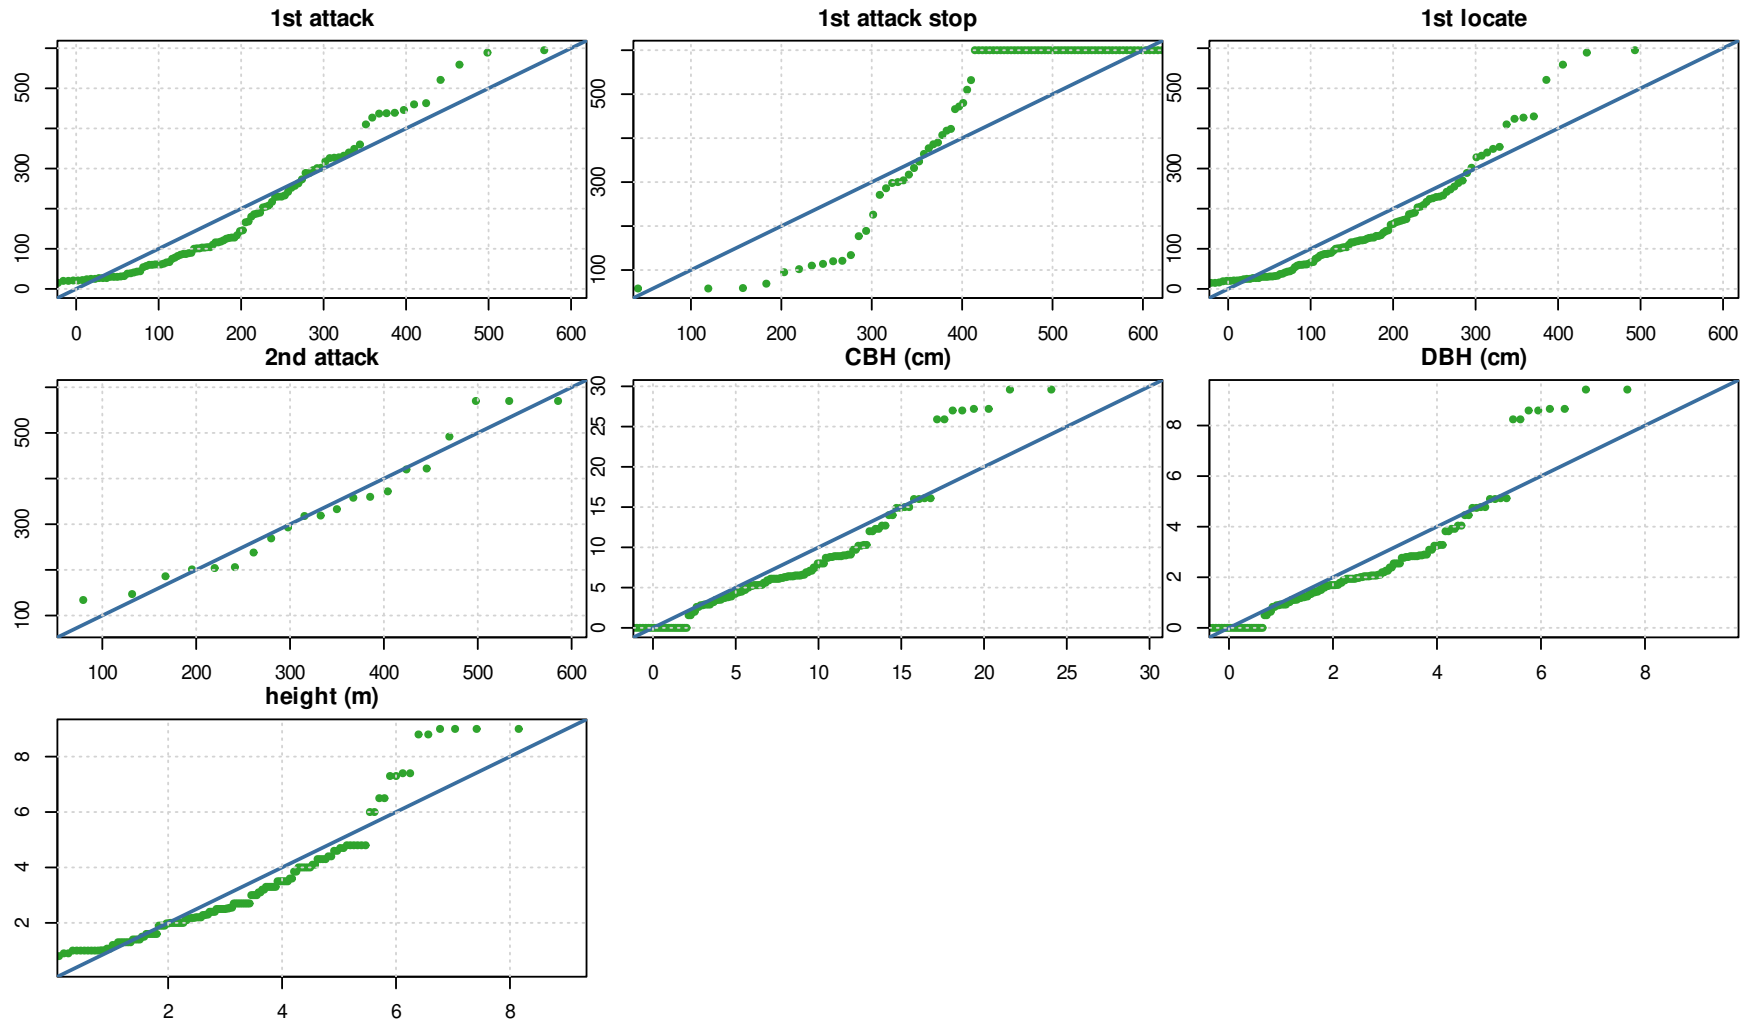 1st attack
1st attack stop
1st locate
0 100 300 500
100 300 500
0 100 300 500
0 100 200 300 400 500 600
100 200 300 400 500 600
0 100 200 300 400 500 600
2nd attack
CBH (cm)
DBH (cm)
100 300 500
0 5 10 15 20 25 30
0 2 4 6 8
100 200 300 400 500 600
0 5 10 15 20 25 30
0 2 4 6 8
height (m)
2 4 6 8
2 4 6 8